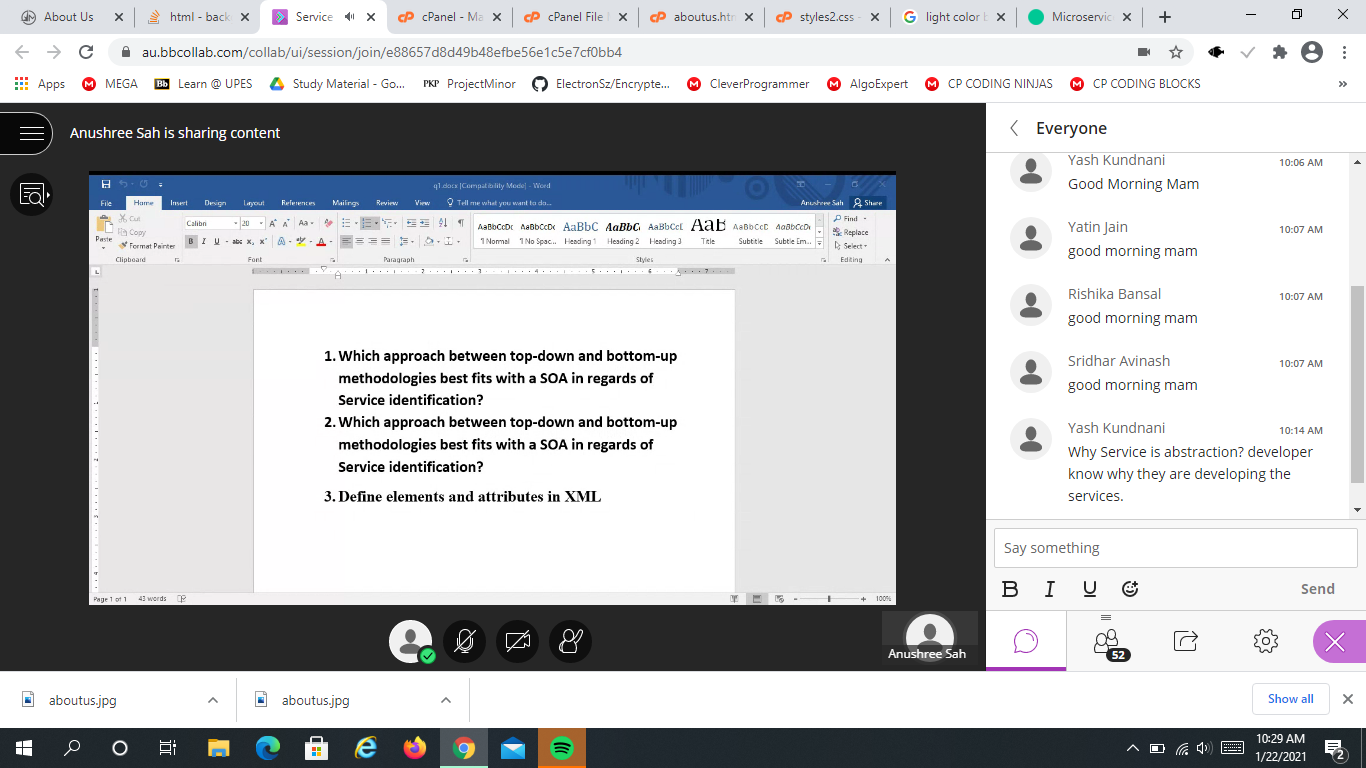 About Us
html - back
Service
cPanel - Ma
cPanel File
aboutus.htm
styles2.css -
light color b
Microservic
au.bbcollab.com/collab/ui/session/join/e88657d8d49b48efbe56e1c5e7cf0bb4
Apps MEGA Bb Learn @ UPES Study Material - Go... PKP ProjectMinor ElectronSz/Encrypte... CleverProgrammer AlgoExpert CP CODING NINJAS CP CODING BLOCKS »
Anushree Sah is sharing content
q1.docx [Compatibility Mode] - Word
File Home Insert Design Layout References Mailings Review View Tell me what you want to do... Anushree Sah Share
Paste
Cut
Copy
Format Painter
Calibri 20
AaBbCcDc AaBbCcDc AaBbC AaBbC AaBbCcE AaB AaBbCcD AaBbCcD
¶ Normal ¶ No Spac... Heading 1 Heading 2 Heading 3 Title Subtitle Subtle Em...
Find
Replace
Select
Clipboard Font Paragraph Styles Editing
1. Which approach between top-down and bottom-up
methodologies best fits with a SOA in regards of
Service identification?
2. Which approach between top-down and bottom-up
methodologies best fits with a SOA in regards of
Service identification?
3. Define elements and attributes in XML
Page 1 of 1 43 words 100%
Anushree Sah
Everyone
Yash Kundnani 10:06 AM
Good Morning Mam
Yatin Jain 10:07 AM
good morning mam
Rishika Bansal 10:07 AM
good morning mam
Sridhar Avinash 10:07 AM
good morning mam
Yash Kundnani 10:14 AM
Why Service is abstraction? developer
know why they are developing the
services.
Say something
B I U Send
52
aboutus.jpg
aboutus.jpg
Show all
10:29 AM
1/22/2021
2